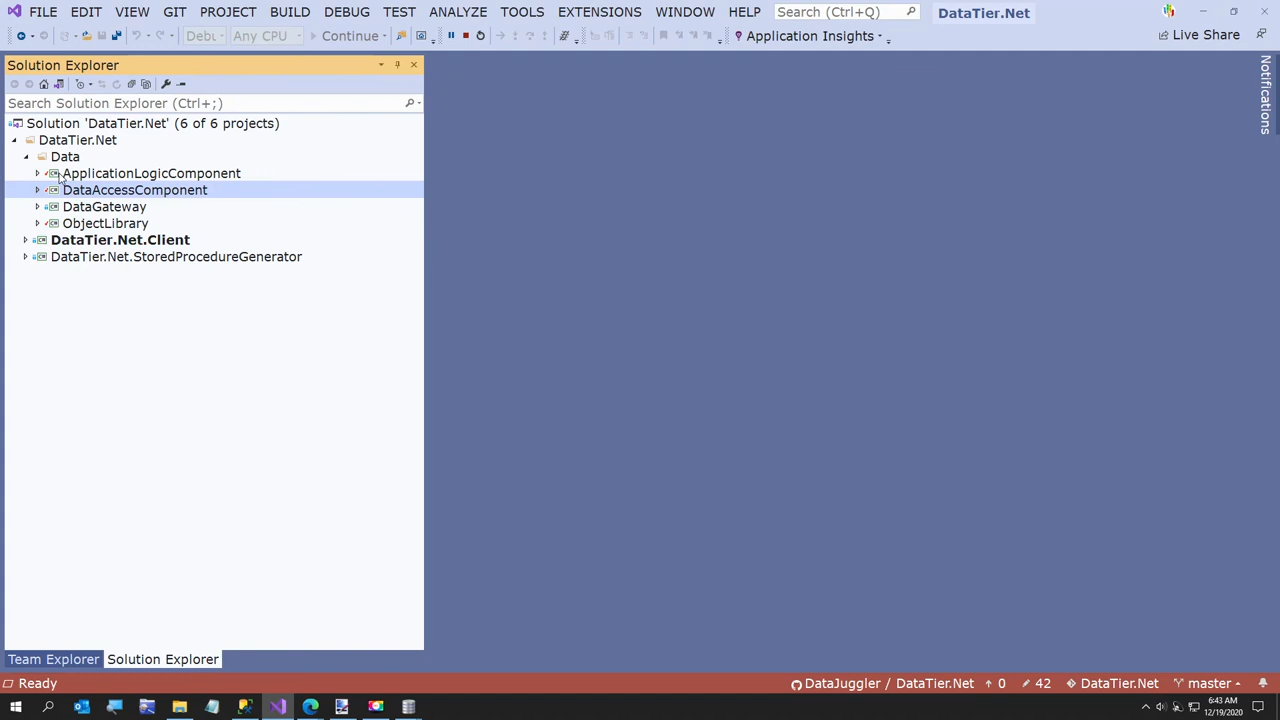 FILE EDIT VIEW GIT PROJECT BUILD DEBUG TEST ANALYZE TOOLS EXTENSIONS WINDOW HELP Search (Ctrl+Q) DataTier.Net
Debu Any CPU Continue Application Insights Live Share
Solution Explorer
Search Solution Explorer (Ctrl+;)
Solution 'DataTier.Net' (6 of 6 projects)
DataTier.Net
Data
ApplicationLogicComponent
DataAccessComponent
DataGateway
ObjectLibrary
DataTier.Net.Client
DataTier.Net.StoredProcedureGenerator
Notifications
Team Explorer Solution Explorer
Ready DataJuggler / DataTier.Net 0 42 DataTier.Net master
6:43 AM
12/19/2020